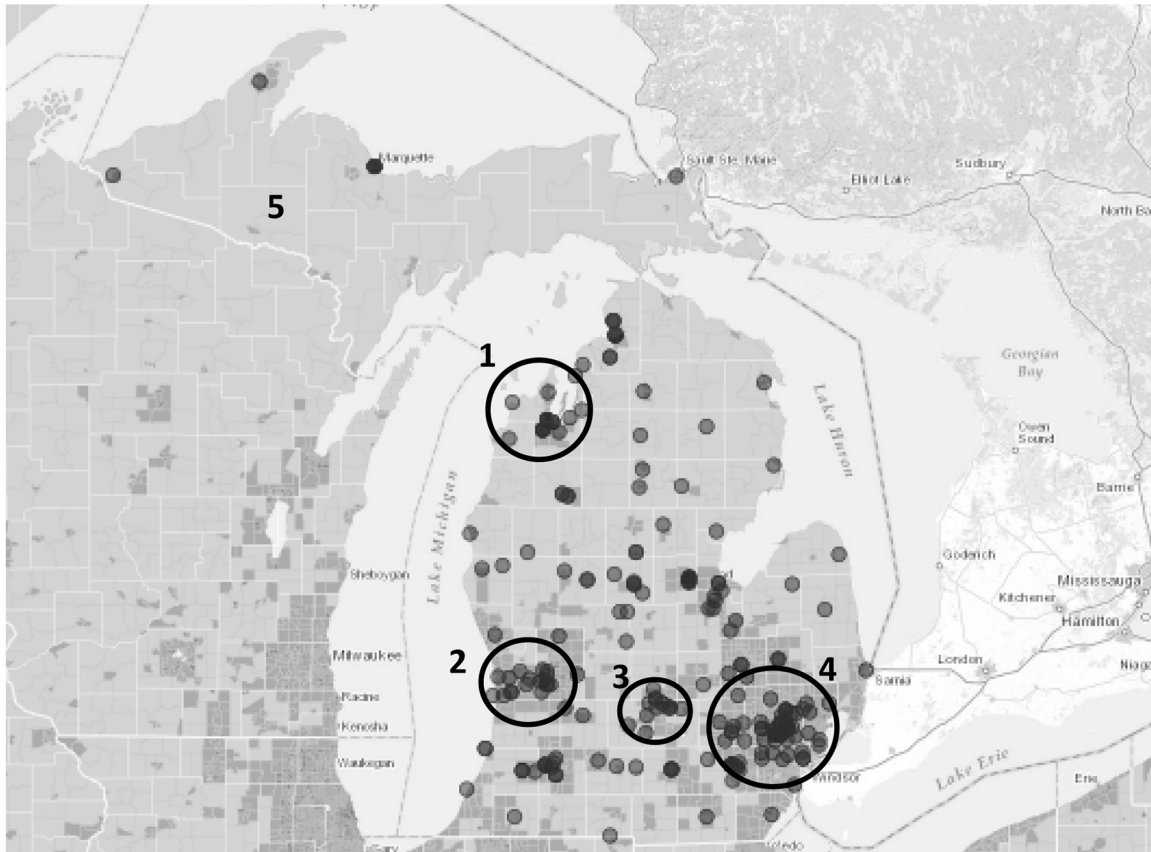 Marquette
Sault Ste. Marie
Sudbury
Elliot Lake
North Ba
5
Georgian
Bay
1
Lake Huron
Owen
Sound
Barrie
Lake Michigan
Goderich
Sheboygan
Mississauga
Kitchener
Hamilton
2
3
4
Milwaukee
London
Sarnia
Niaga
Racine
Kenosha
Waukegan
Windsor
Lake Erie
Erie
Gary
Toledo